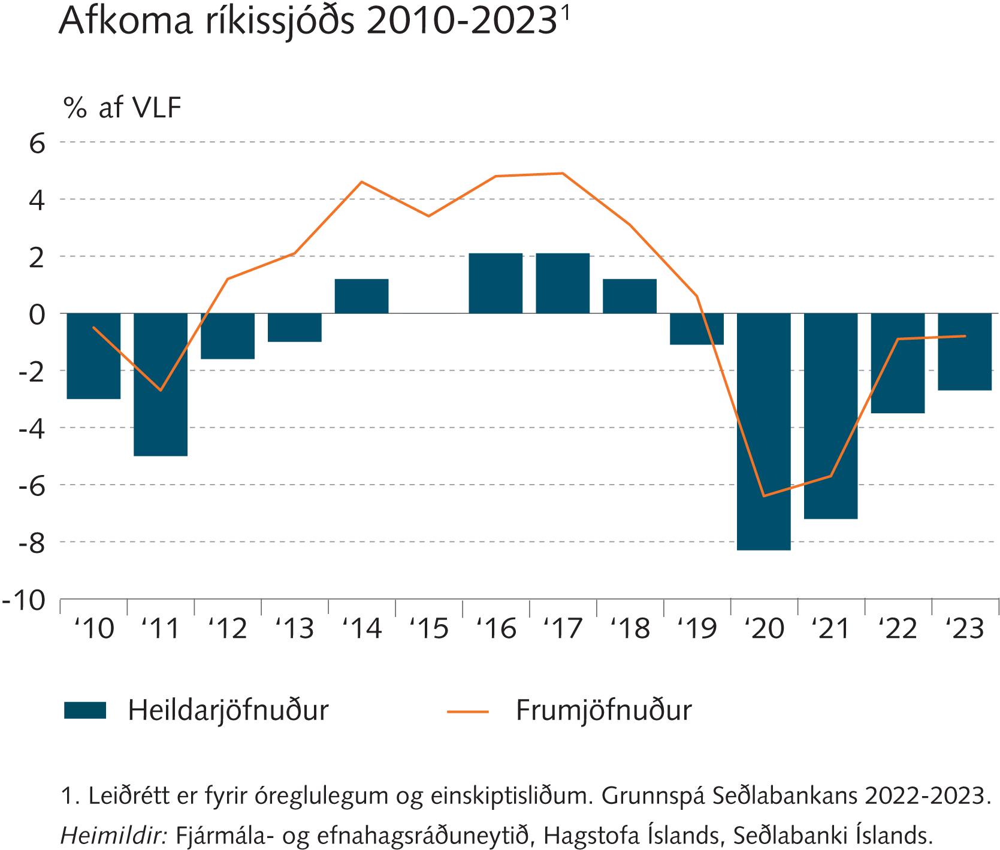 Afkoma ríkissjóðs 2010-2023¹
% af VLF
6
4
2
0
-2
-4
-6
-8
-10
‘10 ‘11 ‘12 ‘13 ‘14 ‘15 ‘16 ‘17 ‘18 ‘19 ‘20 ‘21 ‘22 ‘23
Heildarjöfnuður Frumjöfnuður
1. Leiðrétt er fyrir óreglulegum og einskiptisliðum. Grunnspá Seðlabankans 2022-2023.
Heimildir: Fjármála- og efnahagsráðuneytið, Hagstofa Íslands, Seðlabanki Íslands.